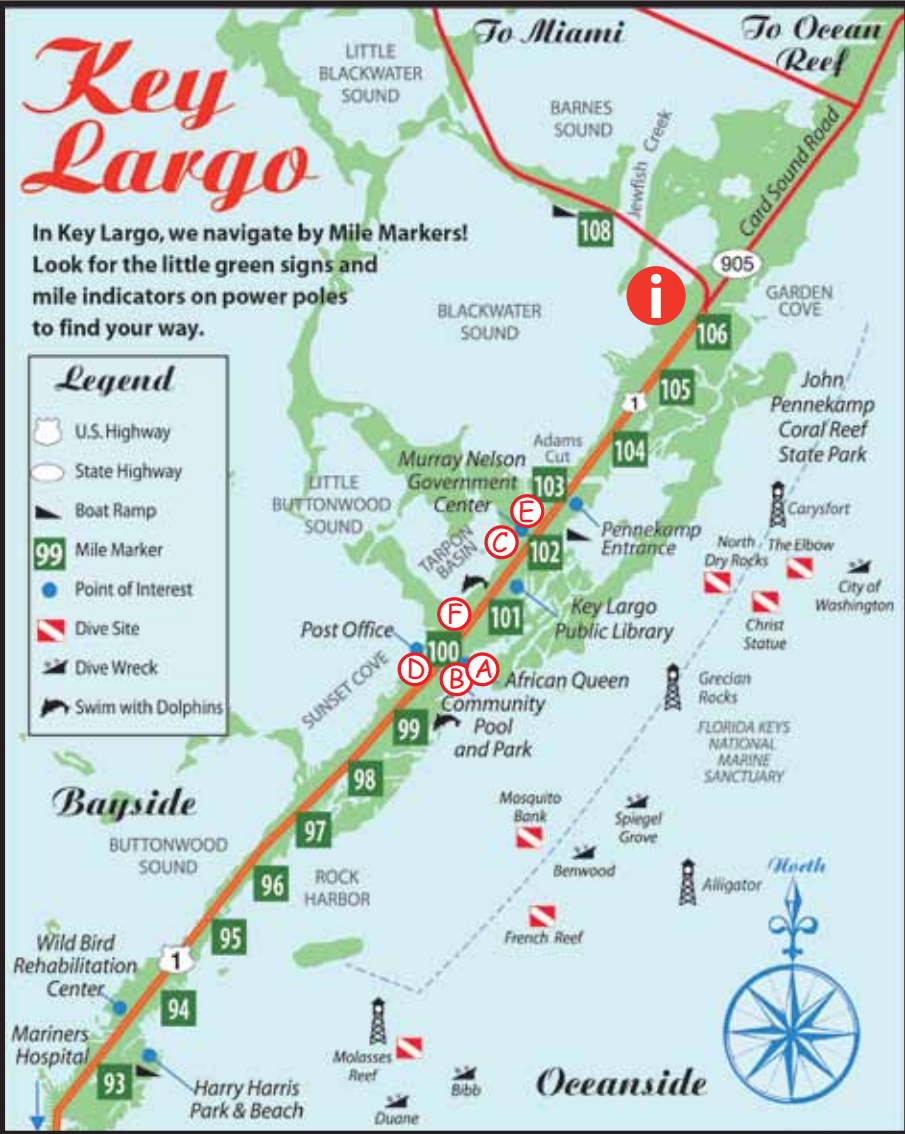 Key
Largo
To Miami
To Ocean
Reef
LITTLE
BLACKWATER
SOUND
BARNES
SOUND
Jewfish Creek
Card Sound Road
In Key Largo, we navigate by Mile Markers!
Look for the little green signs and
mile indicators on power poles
to find your way.
108
905
i
GARDEN
COVE
BLACKWATER
SOUND
106
Legend
U.S. Highway
State Highway
Boat Ramp
99
Mile Marker
Point of Interest
Dive Site
Dive Wreck
Swim with Dolphins
105
1
104
John
Pennekamp
Coral Reef
State Park
Adams
Cut
Murray Nelson
Government
Center
103
LITTLE
BUTTONWOOD
SOUND
E
C
TARPON
BASIN
102
Pennekamp
Entrance
Carysfort
North
Dry Rocks
The Elbow
City of
Washington
Christ
Statue
101
Key Largo
Public Library
F
Post Office
100
D
B
A
African Queen
SUNSET COVE
Community
Pool
and Park
99
Grecian
Rocks
FLORIDA KEYS
NATIONAL
MARINE
SANCTUARY
98
Bayside
97
Mosquito
Bank
Spiegel
Grove
Benwood
BUTTONWOOD
SOUND
96
ROCK
HARBOR
Alligator
North
95
French Reef
Wild Bird
Rehabilitation
Center
1
94
Mariners
Hospital
93
Harry Harris
Park & Beach
Molasses
Reef
Bibb
Duane
Oceanside